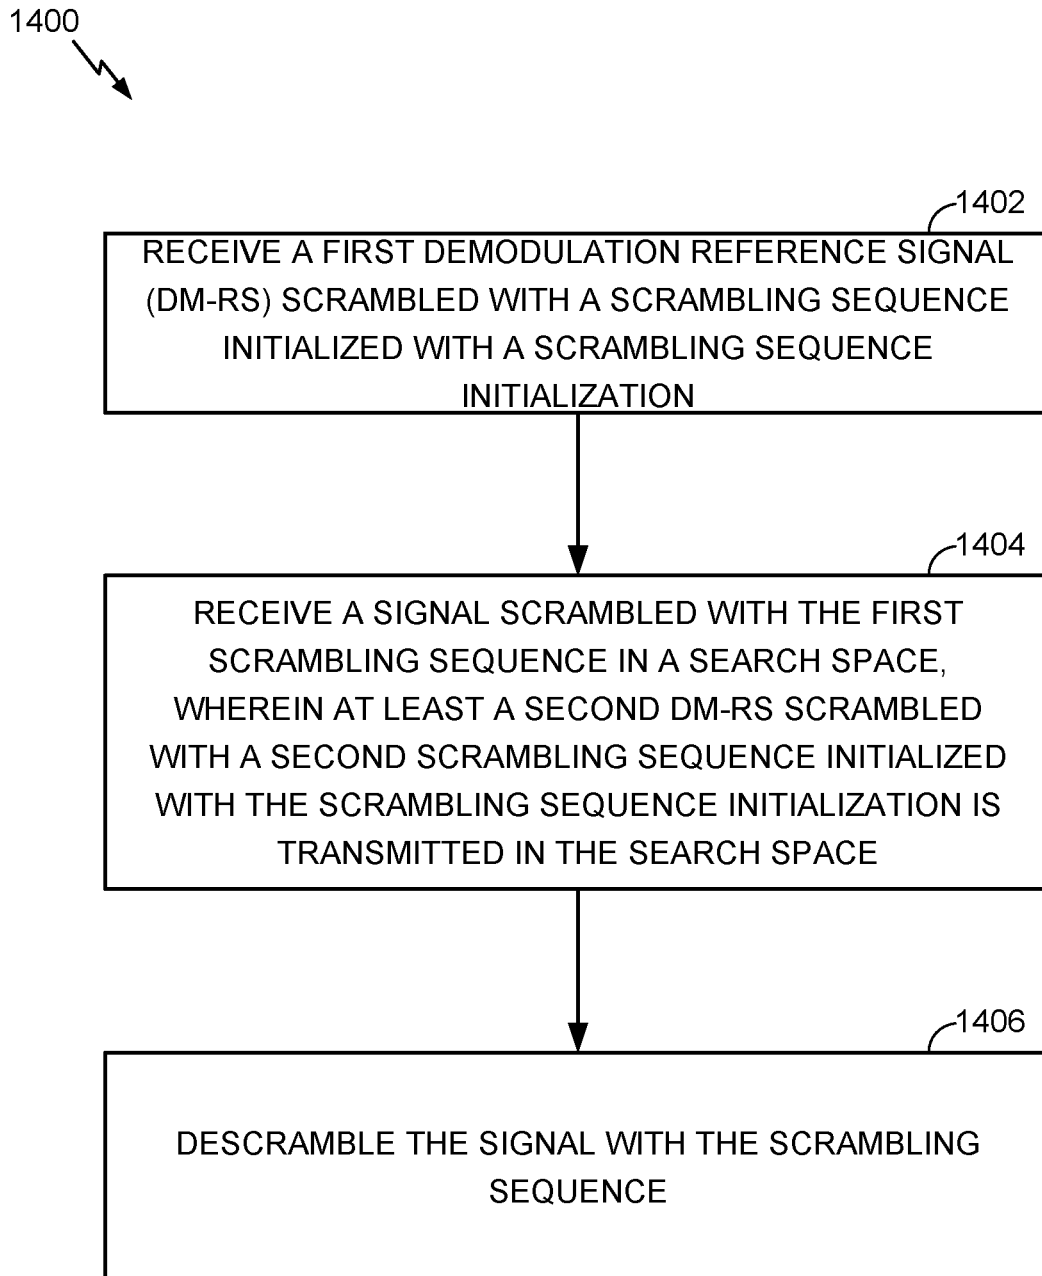 1400
1402
RECEIVE A FIRST DEMODULATION REFERENCE SIGNAL
(DM-RS) SCRAMBLED WITH A SCRAMBLING SEQUENCE
INITIALIZED WITH A SCRAMBLING SEQUENCE
INITIALIZATION
1404
RECEIVE A SIGNAL SCRAMBLED WITH THE FIRST
SCRAMBLING SEQUENCE IN A SEARCH SPACE,
WHEREIN AT LEAST A SECOND DM-RS SCRAMBLED
WITH A SECOND SCRAMBLING SEQUENCE INITIALIZED
WITH THE SCRAMBLING SEQUENCE INITIALIZATION IS
TRANSMITTED IN THE SEARCH SPACE
1406
DESCRAMBLE THE SIGNAL WITH THE SCRAMBLING
SEQUENCE